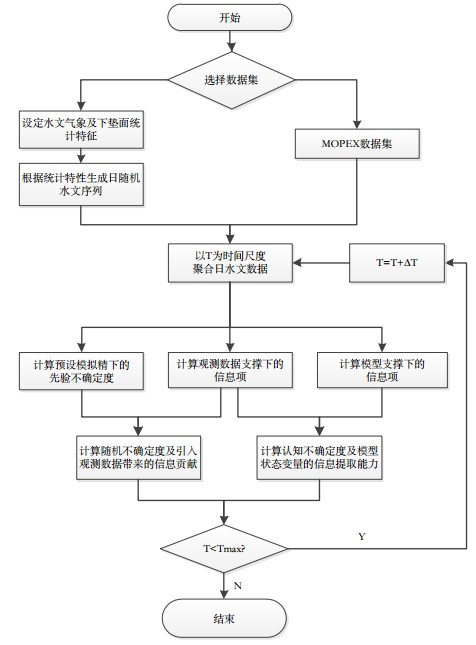 开始
选择数据集
设定水文气象及下垫面统
计特征
MOPEX数据集
根据统计特性生成日随机
水文序列
以T为时间尺度
聚合日水文数据
T=T+ΔT
计算预设模拟精下的
先验不确定度
计算观测数据支撑下的
信息项
计算模型支撑下的
信息项
计算随机不确定度及引入
观测数据带来的信息贡献
计算认知不确定度及模型
状态变量的信息提取能力
T<Tmax?
Y
N
结束